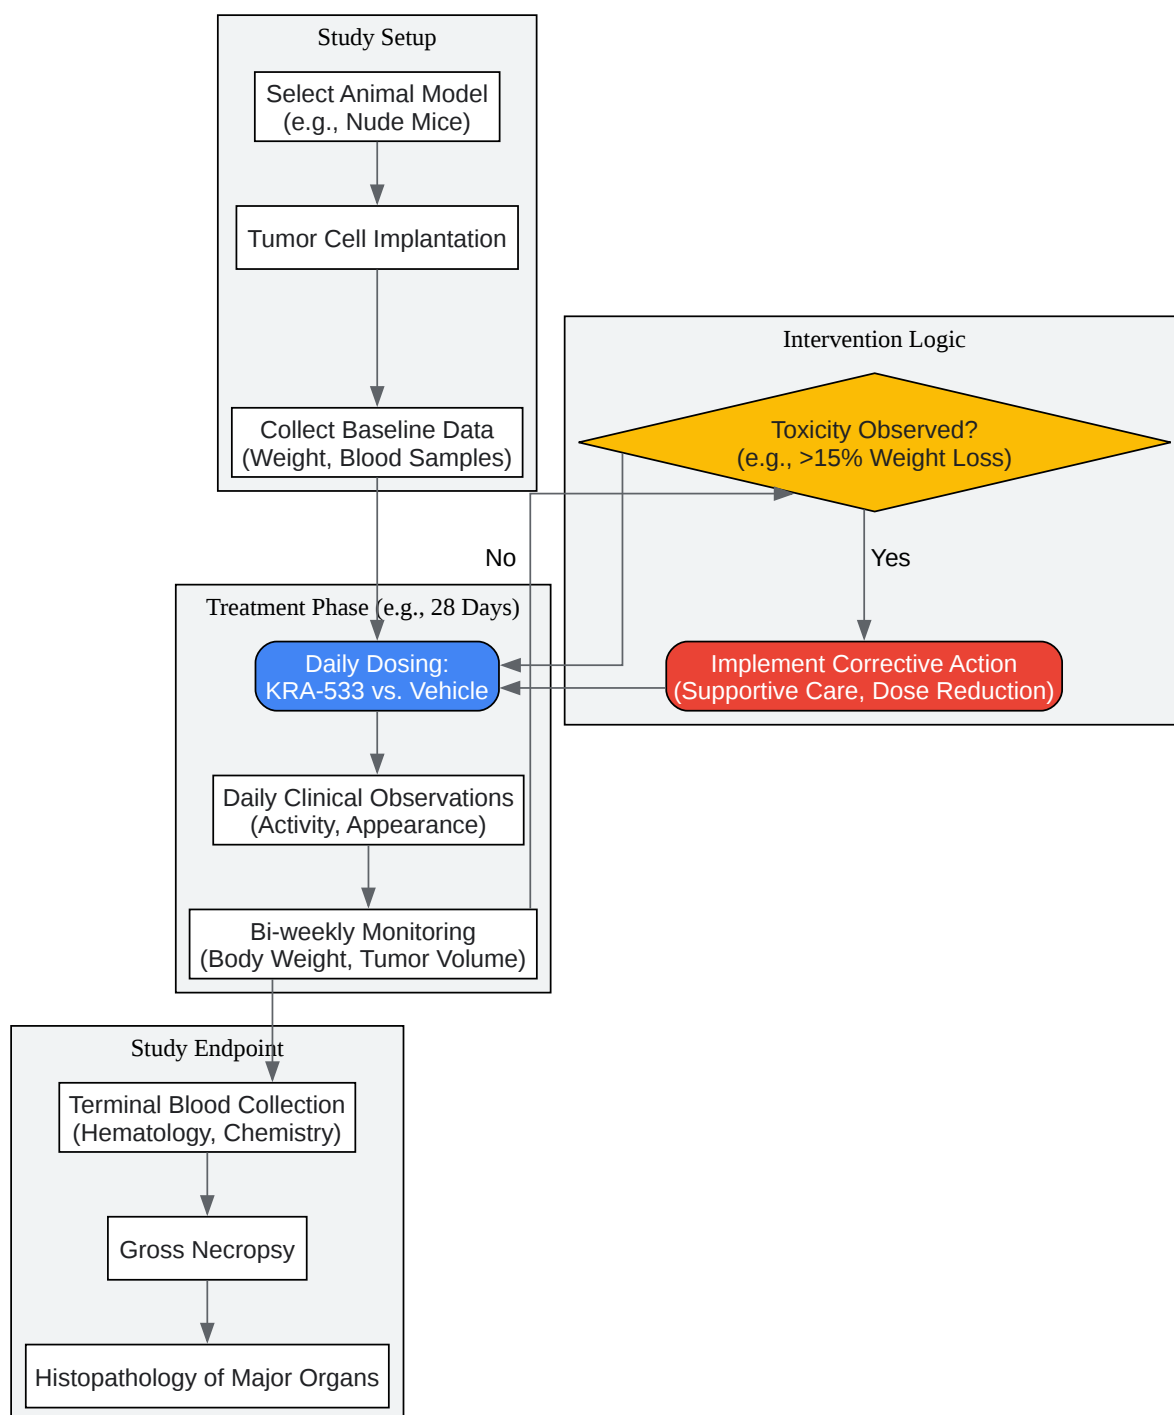 Study Setup
Select Animal Model
(e.g., Nude Mice)
Tumor Cell Implantation
Collect Baseline Data
(Weight, Blood Samples)
Intervention Logic
Toxicity Observed?
(e.g., >15% Weight Loss)
No
Yes
Implement Corrective Action
(Supportive Care, Dose Reduction)
Treatment Phase (e.g., 28 Days)
Daily Dosing:
KRA-533 vs. Vehicle
Daily Clinical Observations
(Activity, Appearance)
Bi-weekly Monitoring
(Body Weight, Tumor Volume)
Study Endpoint
Terminal Blood Collection
(Hematology, Chemistry)
Gross Necropsy
Histopathology of Major Organs